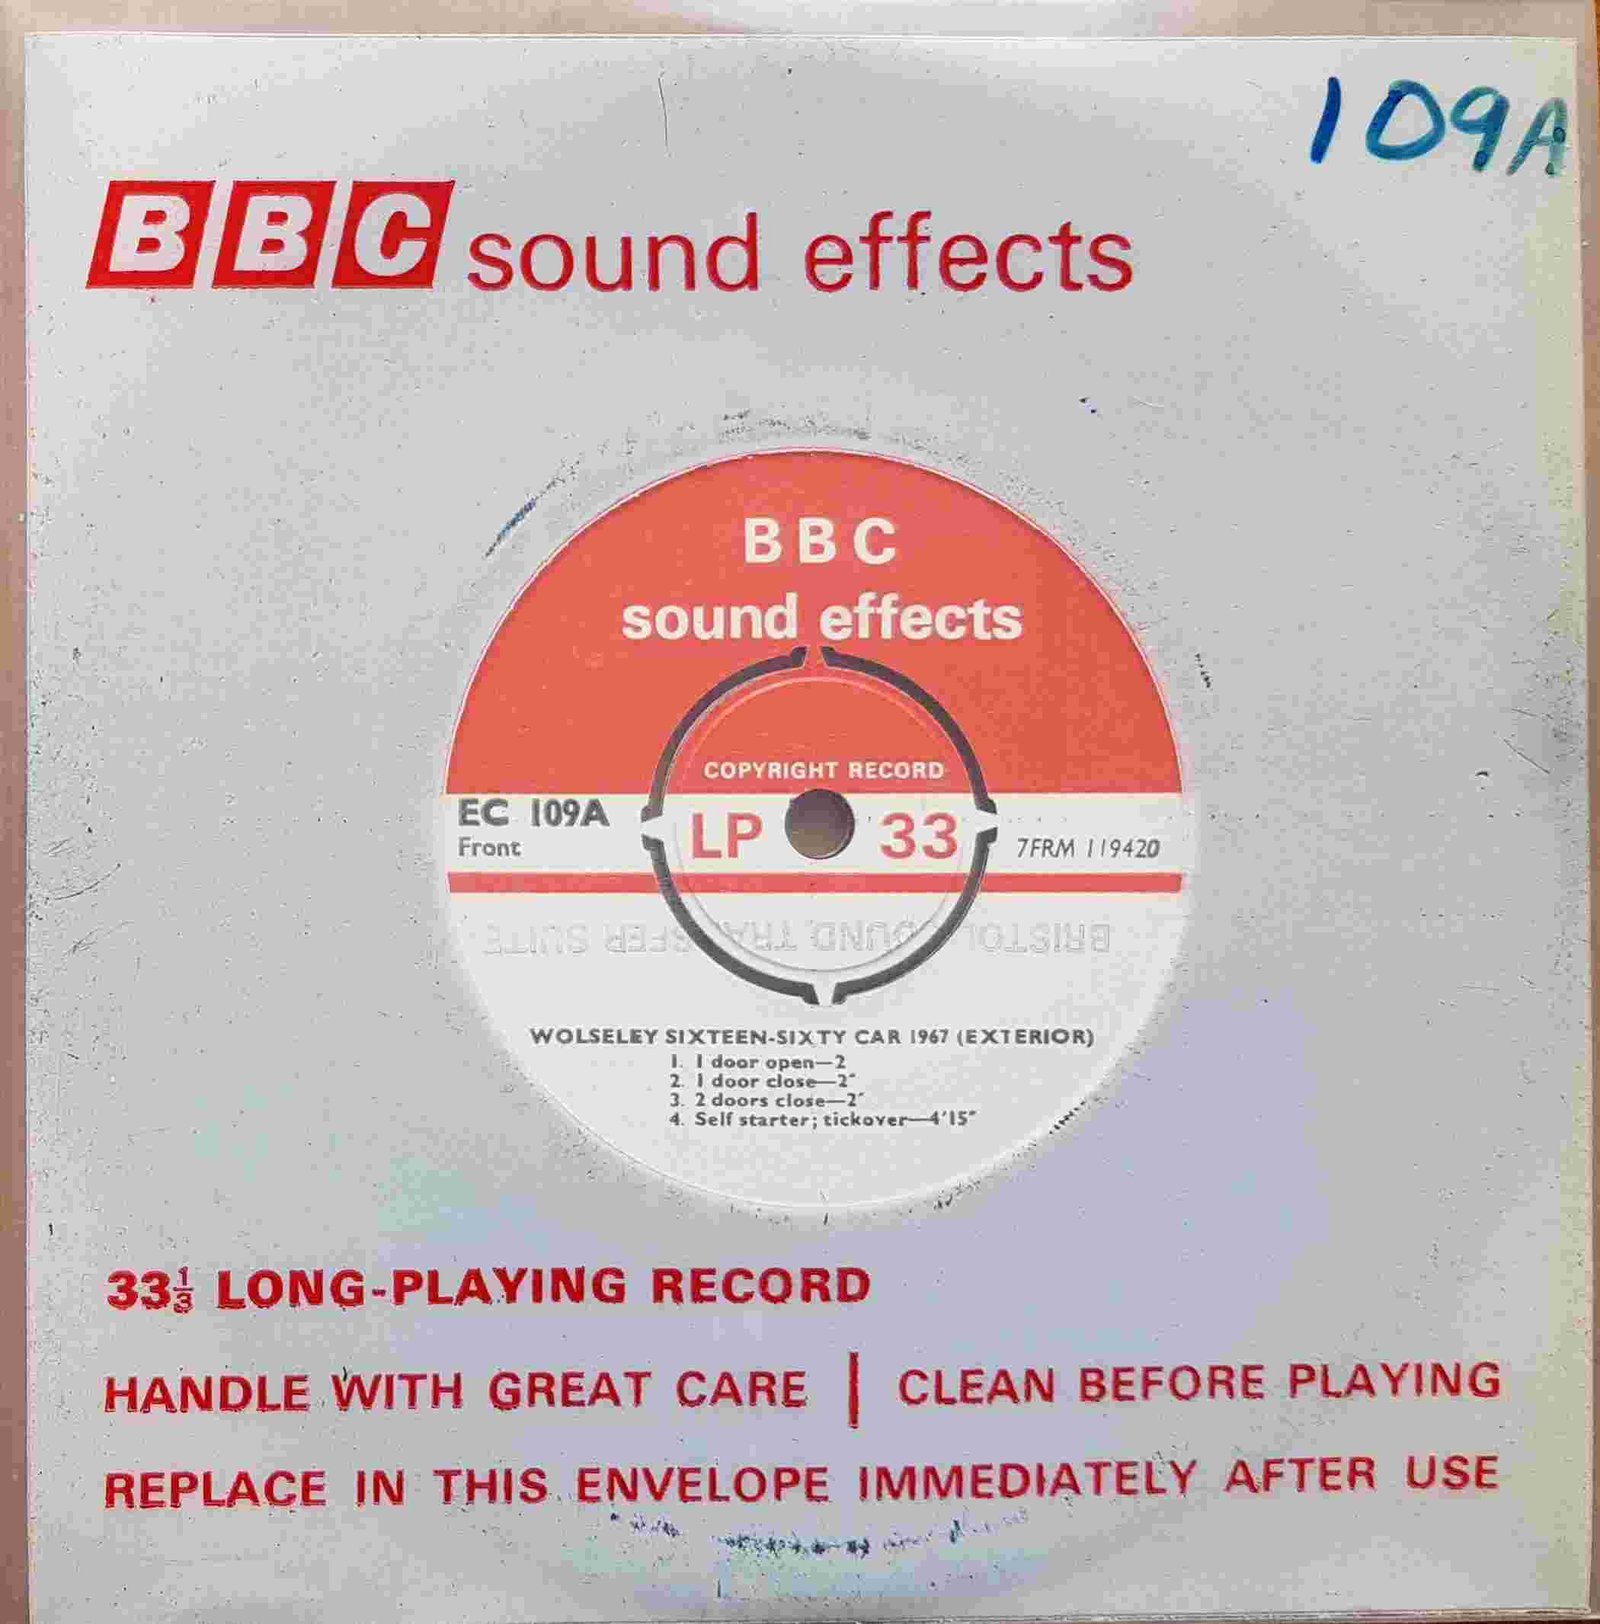 109A
BBC sound effects
BBC
sound effects
COPYRIGHT RECORD
EC 109A
Front
LP 33
7FRM 119420
BRISTOL SOUND TRANSFER SUITE
WOLSELEY SIXTEEN-SIXTY CAR 1967 (EXTERIOR)
1. 1 door open—2
2. 1 door close—2"
3. 2 doors close—2"
4. Self starter; tickover—4'15"
33⅓ LONG-PLAYING RECORD
HANDLE WITH GREAT CARE | CLEAN BEFORE PLAYING
REPLACE IN THIS ENVELOPE IMMEDIATELY AFTER USE